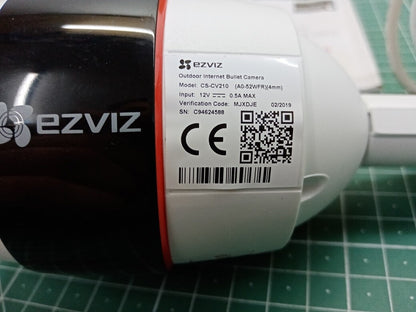 ezviz
ezviz
Outdoor Internet Bullet Camera
Model: CS-CV210 (A0-52WFR)(4mm)
Input: 12V ⎓ 0.5A MAX
Verification Code: MJXDJE 02/2019
SN: C94624588
CE